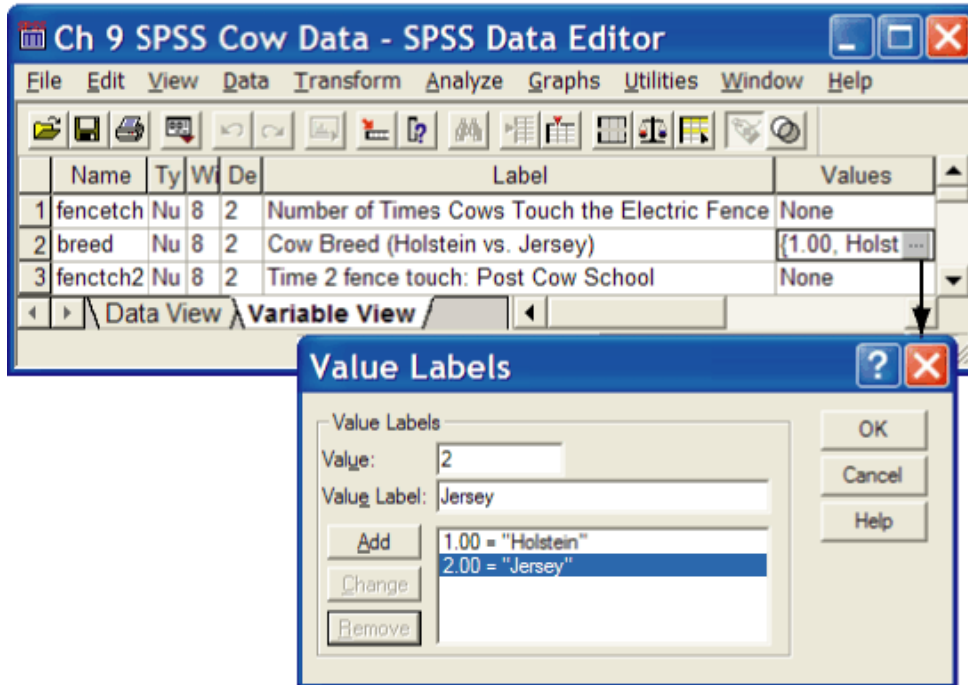 Ch 9 SPSS Cow Data - SPSS Data Editor
File Edit View Data Transform Analyze Graphs Utilities Window Help
Name Ty Wi De Label Values
1 fencetch Nu 8 2 Number of Times Cows Touch the Electric Fence None
2 breed Nu 8 2 Cow Breed (Holstein vs. Jersey) {1.00, Holst ...
3 fenctch2 Nu 8 2 Time 2 fence touch: Post Cow School None
Data View Variable View
Value Labels
Value Labels
OK
Value: 2
Cancel
Value Label: Jersey
Help
Add 1.00 = "Holstein"
2.00 = "Jersey"
Change
Remove